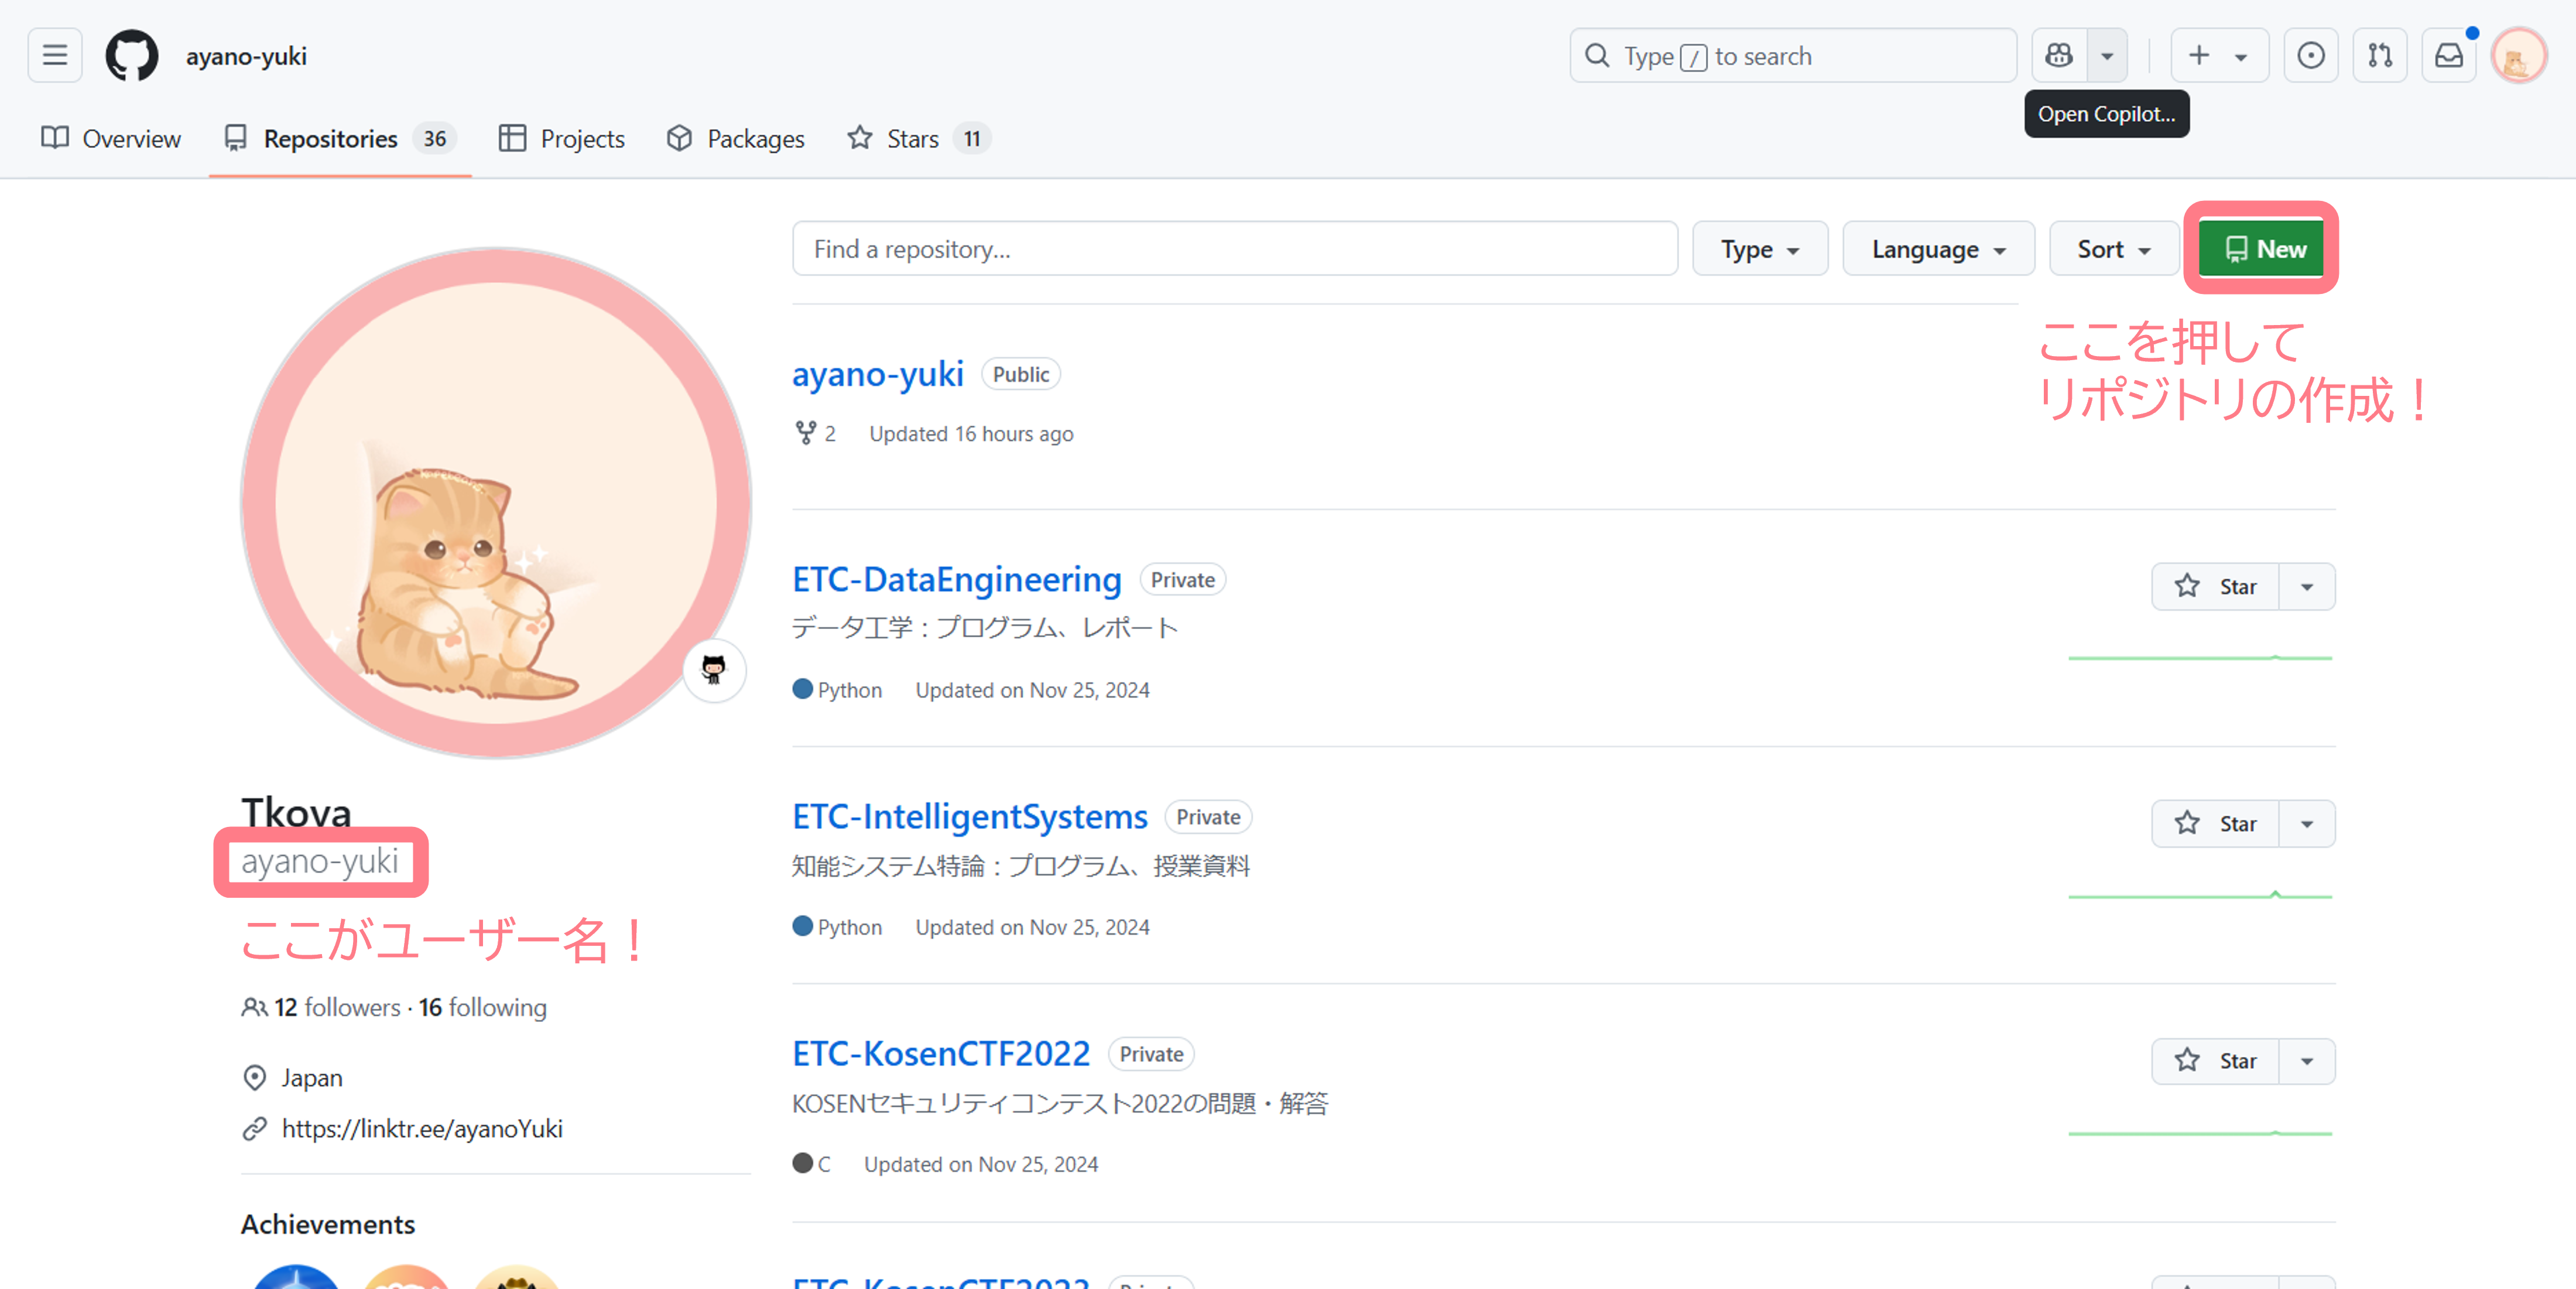 ayano-yuki
Type / to search
Open Copilot...
Overview
Repositories 36
Projects
Packages
Stars 11
Find a repository...
Type
Language
Sort
New
ここを押して
リポジトリの作成！
ayano-yuki Public
2 Updated 16 hours ago
ETC-DataEngineering Private
データ工学：プログラム、レポート
Python Updated on Nov 25, 2024
Star
ETC-IntelligentSystems Private
知能システム特論：プログラム、授業資料
Python Updated on Nov 25, 2024
Star
ETC-KosenCTF2022 Private
KOSENセキュリティコンテスト2022の問題・解答
C Updated on Nov 25, 2024
Star
Tkoya
ayano-yuki
ここがユーザー名！
12 followers · 16 following
Japan
https://linktr.ee/ayanoYuki
Achievements